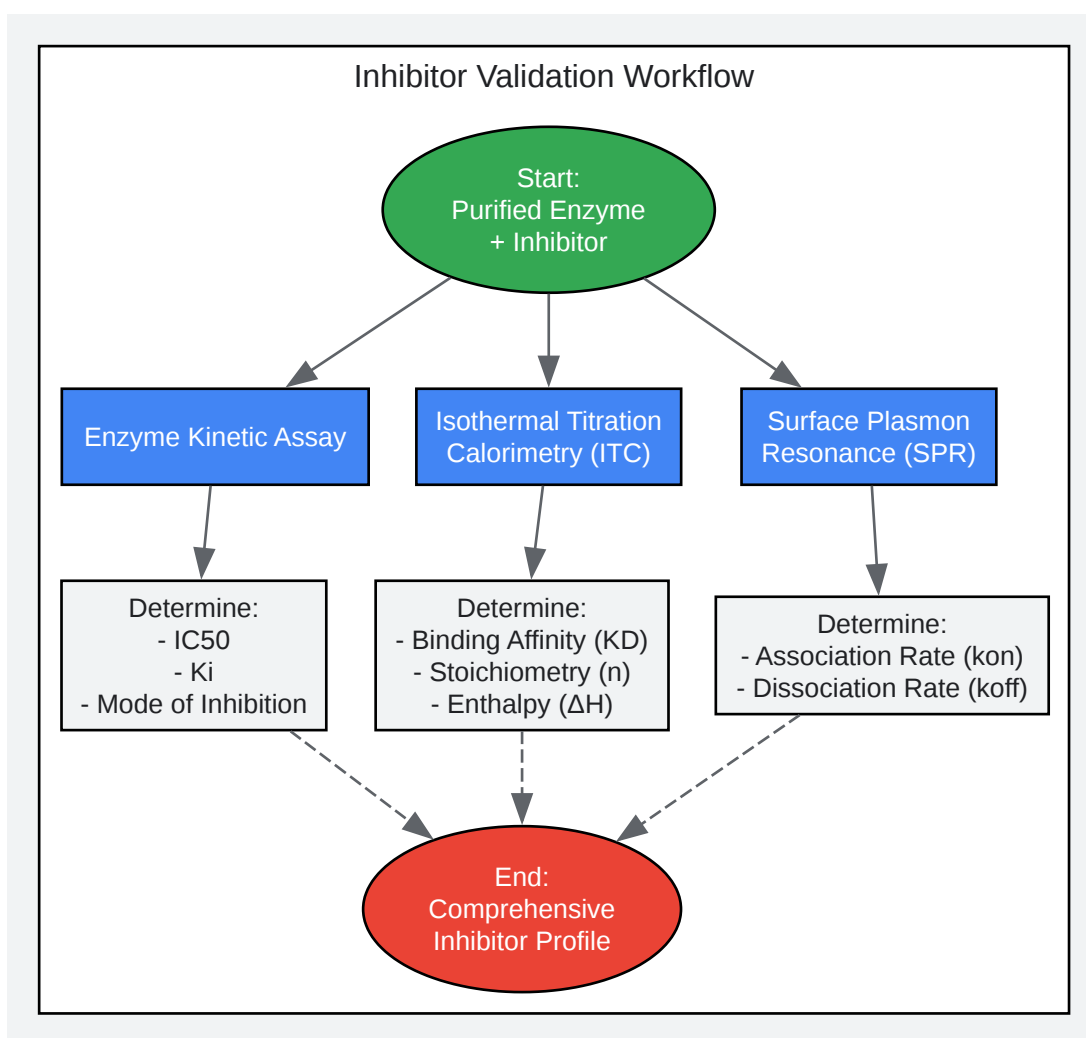 Inhibitor Validation Workflow
Start:
Purified Enzyme
+ Inhibitor
Enzyme Kinetic Assay
Isothermal Titration
Calorimetry (ITC)
Surface Plasmon
Resonance (SPR)
Determine:
- IC50
- Ki
- Mode of Inhibition
Determine:
- Binding Affinity (KD)
- Stoichiometry (n)
- Enthalpy (ΔH)
Determine:
- Association Rate (kon)
- Dissociation Rate (koff)
End:
Comprehensive
Inhibitor Profile